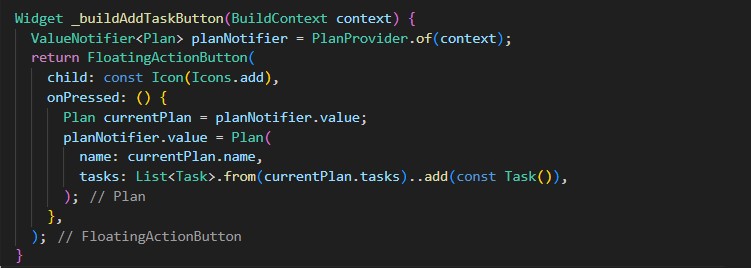 Widget _buildAddTaskButton(BuildContext context) {
  ValueNotifier<Plan> planNotifier = PlanProvider.of(context);
  return FloatingActionButton(
    child: const Icon(Icons.add),
    onPressed: () {
      Plan currentPlan = planNotifier.value;
      planNotifier.value = Plan(
        name: currentPlan.name,
        tasks: List<Task>.from(currentPlan.tasks)..add(const Task()),
      ); // Plan
    },
  ); // FloatingActionButton
}